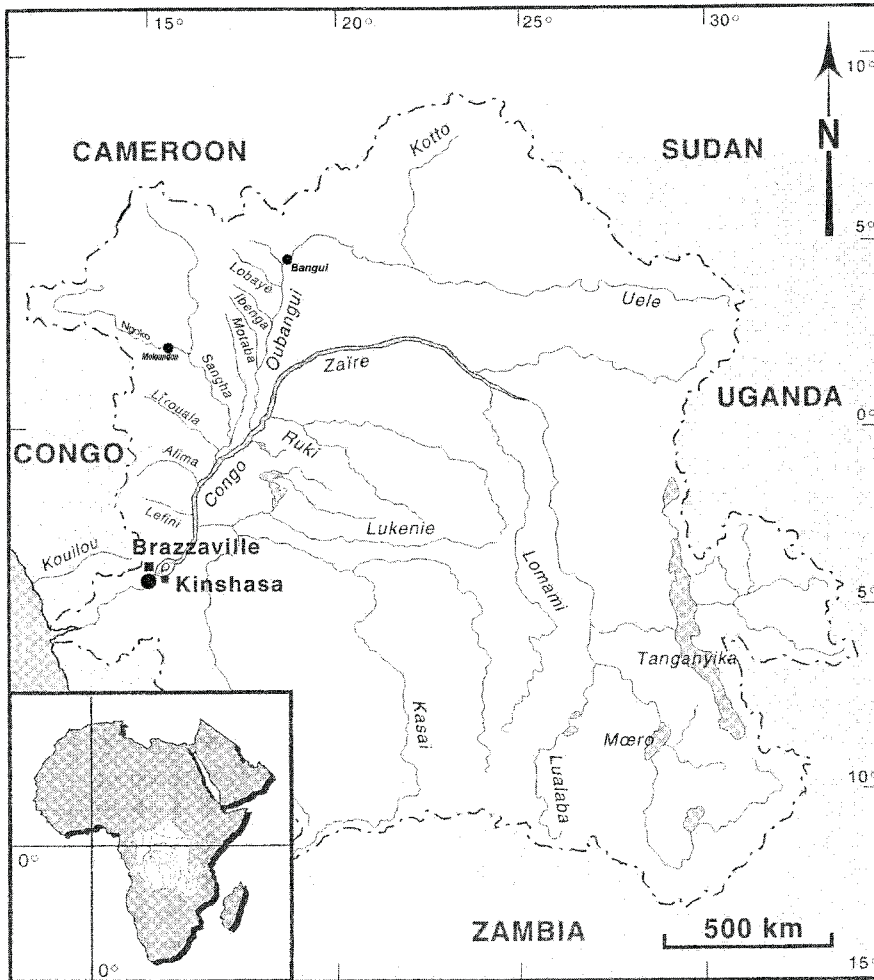 15° 20° 25° 30°
10°
N
CAMEROON
SUDAN
Kotto
5°
Bangui
Lobaye
Ibenga
Motaba
Oubangui
Uele
Ngoko
Sangha
Zaïre
UGANDA
0°
Lirouala
CONGO
Alima
Ruki
Congo
Lefini
Lukenie
Kouilou
Brazzaville
Kinshasa
Lomami
5°
Tanganyika
Kasai
Mœro
Lualaba
10°
0°
ZAMBIA
500 km
0°
15°